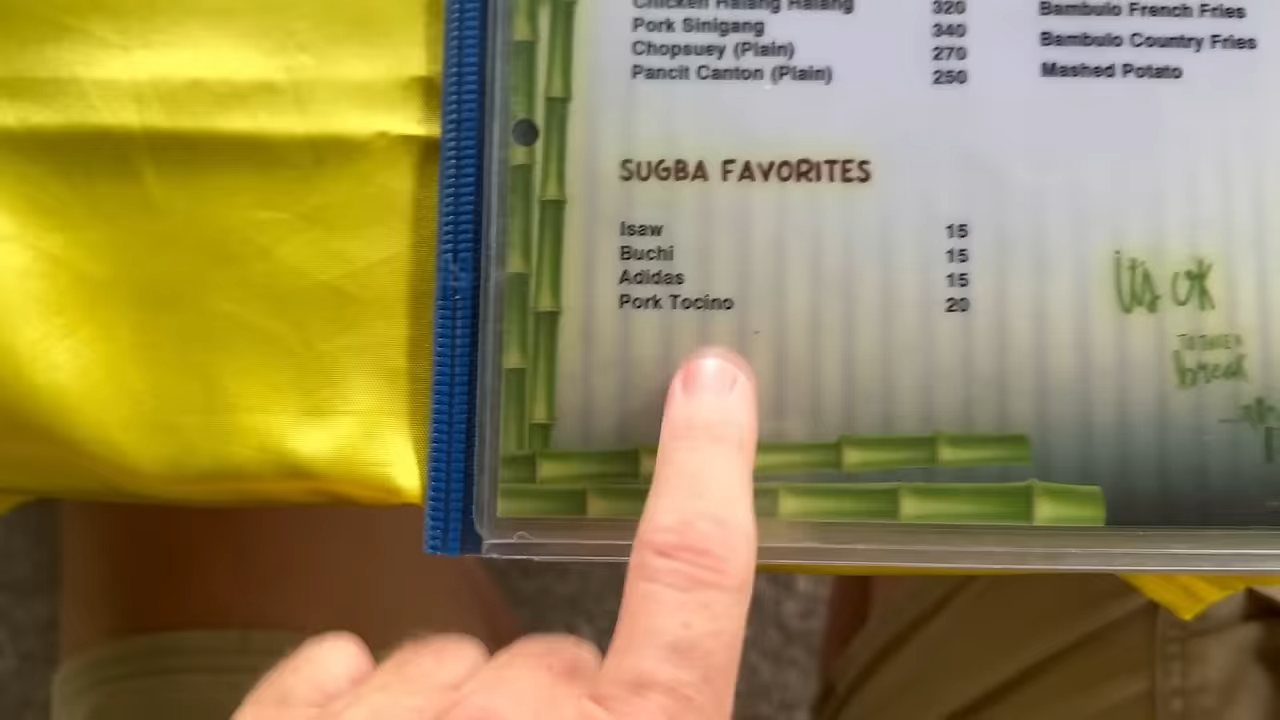 Chicken Halang Halang 320
Pork Sinigang 340
Chopsuey (Plain) 270
Pancit Canton (Plain) 250
Bambulo French Fries
Bambulo Country Fries
Mashed Potato
SUGBA FAVORITES
Isaw 15
Buchi 15
Adidas 15
Pork Tocino 20
its ok
break